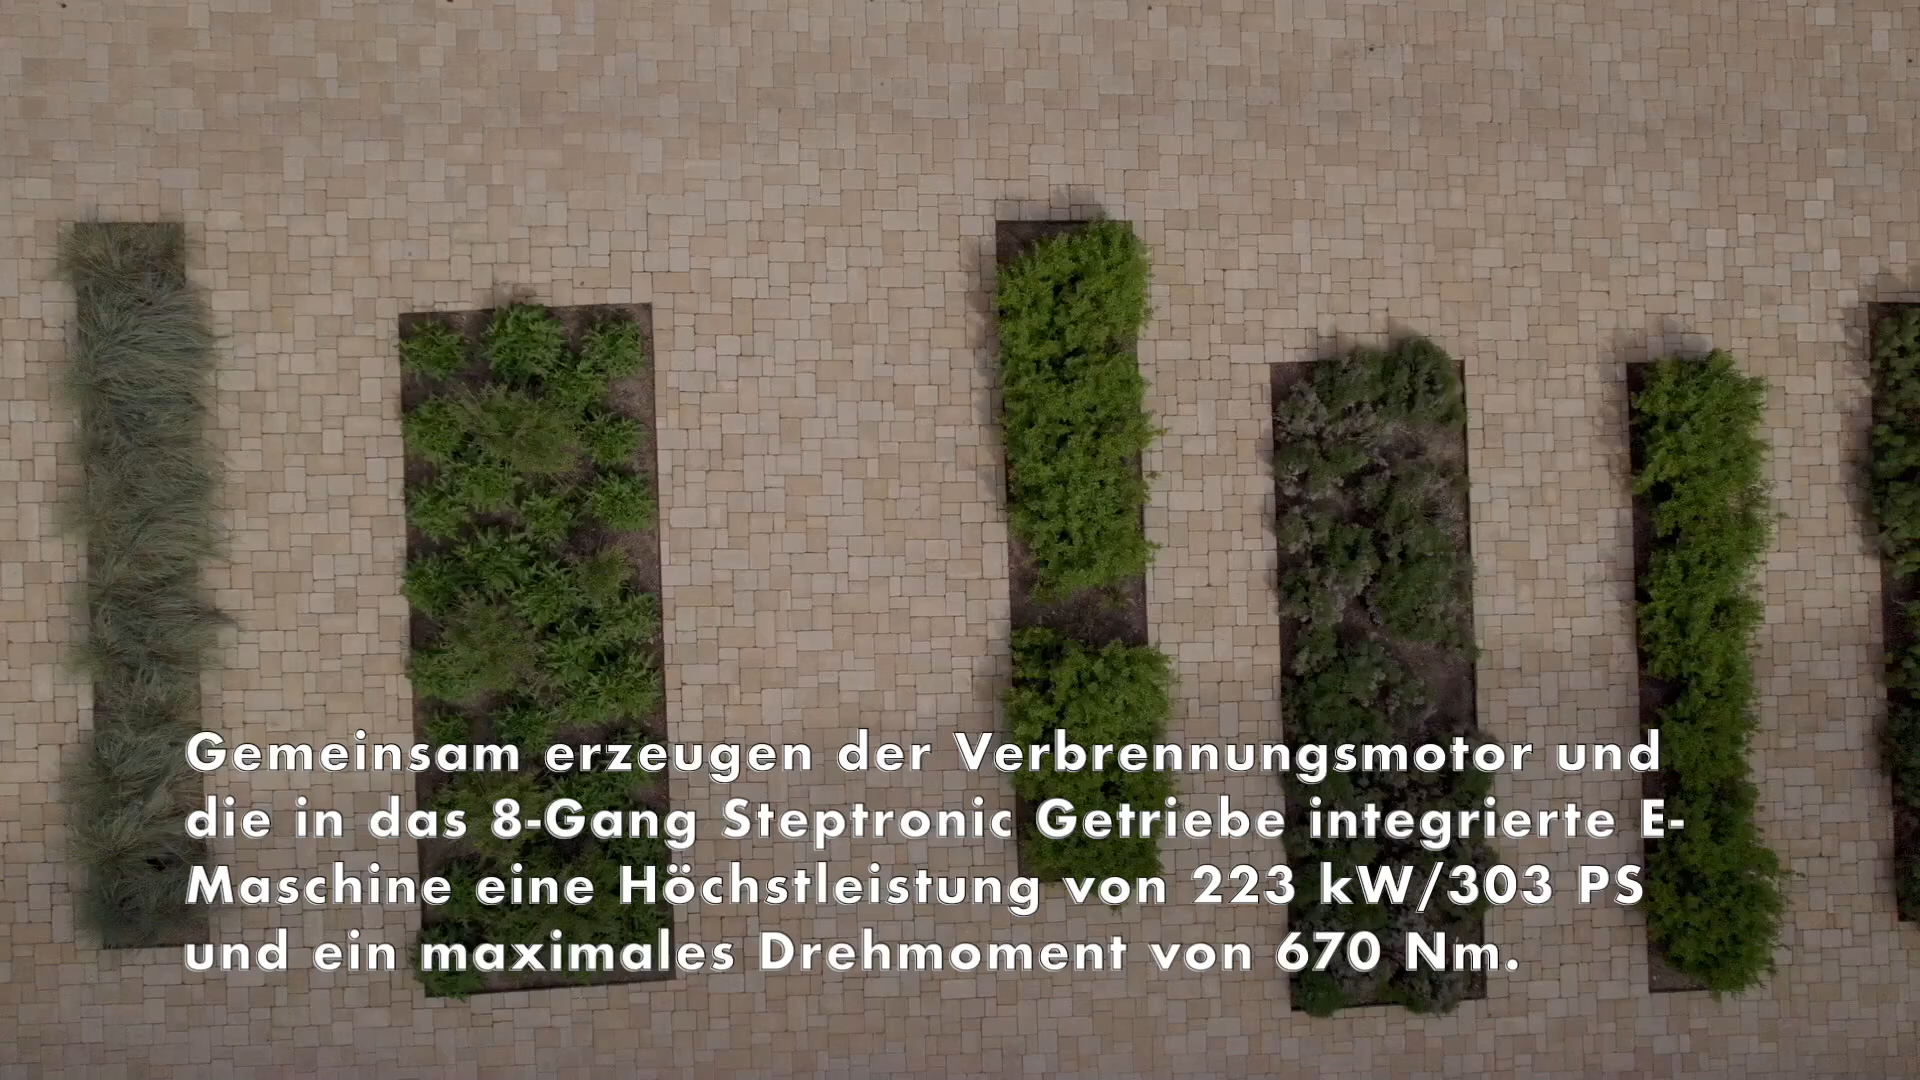 Gemeinsam erzeugen der Verbrennungsmotor und
die in das 8-Gang Steptronic Getriebe integrierte E-
Maschine eine Höchstleistung von 223 kW/303 PS
und ein maximales Drehmoment von 670 Nm.